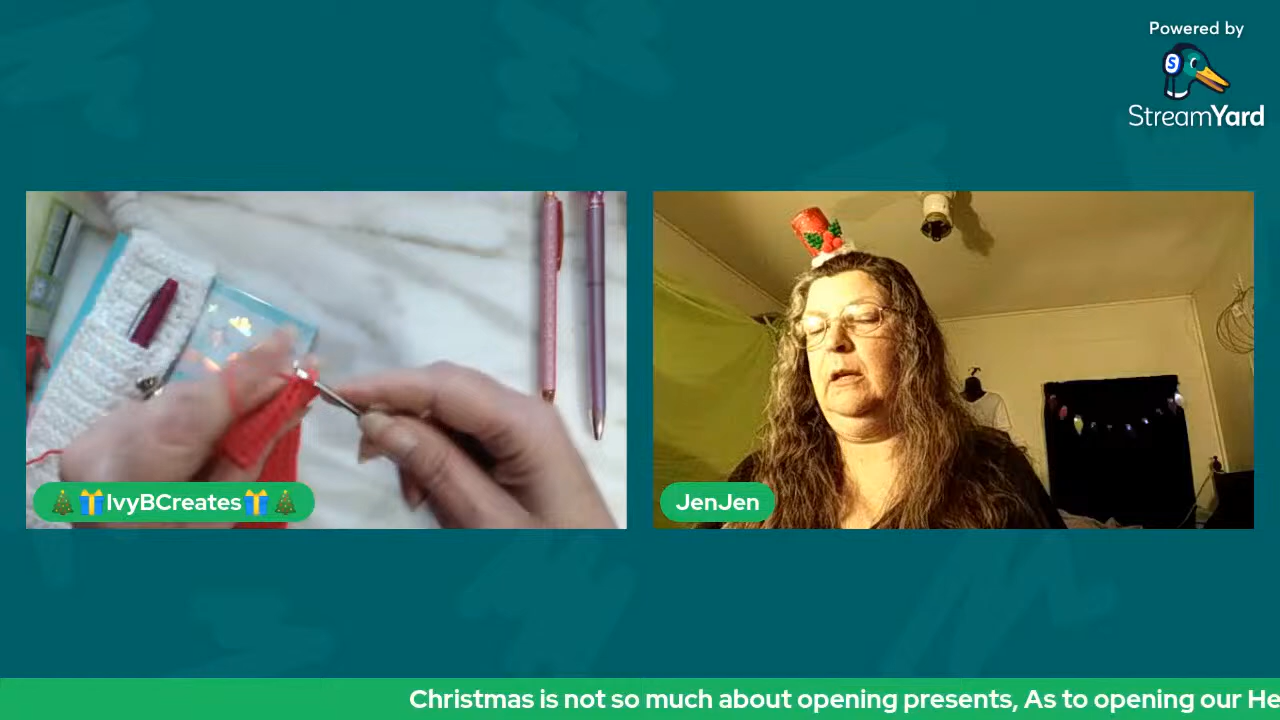 Powered by
S
StreamYard
🎄🎁IvyBCreates🎁🎄
JenJen
Christmas is not so much about opening presents, As to opening our He